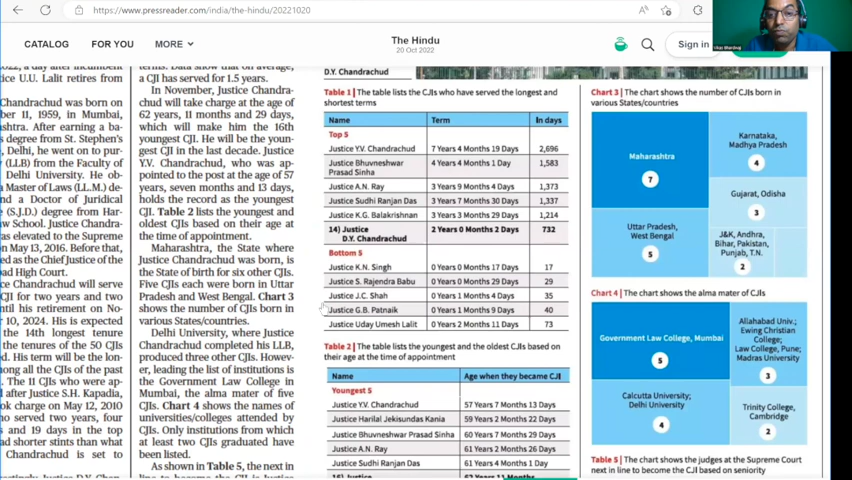 https://www.pressreader.com/india/the-hindu/20221020
CATALOG
FOR YOU
MORE
The Hindu
20 Oct 2022
Sign in
Vikas Bhardwaj
ice U.U. Lalit retires from
Chandrachud was born on
ber 11, 1959, in Mumbai,
ashtra. After earning a ba-
s degree from St. Stephen's
, Delhi, he went to pur-
(LLB) from the Faculty of
Delhi University. He has a
Master of Laws (LL.M.) de-
d a Doctor of Juridical
(S.J.D.) degree from Har-
w School. Justice Chandra-
elevated to the Supreme
n May 13, 2016. Before that,
as the Chief Justice of the
ad High Court.
ce Chandrachud will serve
CJI for two years and two
ntil his retirement on No-
10, 2024. His is expected
the 14th longest tenure
the tenures of the 50 CJIs
. His term will be the lon-
all the CJIs in the past
The 11 CJIs who were ap-
after Justice S.H. Kapadia,
ok charge on May 12, 2010
served two years, four
and 19 days in the top
ad shorter stints than what
Chandrachud is set to
terms. Data show that on average,
a CJI has served for 1.5 years.
In November, Justice Chandra-
chud will take charge at the age of
62 years, 11 months and 29 days,
which will make him the 16th
youngest CJI. He will be the youn-
gest CJI in the last decade. Justice
Y.V. Chandrachud, who was ap-
pointed to the post at the age of 57
years, seven months and 13 days,
holds the record as the youngest
CJI. Table 2 lists the youngest and
oldest CJIs based on their age at
the time of appointment.
Maharashtra, the State where
Justice Chandrachud was born, is
the State of birth for six other CJIs.
Five CJIs each were born in Uttar
Pradesh and West Bengal. Chart 3
shows the number of CJIs born in
various States/countries.
Delhi University, where Justice
Chandrachud completed his LLB,
produced three other CJIs. Howev-
er, leading the list of institutions is
the Government Law College in
Mumbai, the alma mater of five
CJIs. Chart 4 shows the names of
universities/colleges attended by
CJIs. Only institutions from which
at least two CJIs graduated have
been listed.
As shown in Table 5, the next in
D.Y. Chandrachud
Table 1 | The table lists the CJIs who have served the longest and
shortest terms
Name Term In days
Top 5
Justice Y.V. Chandrachud 7 Years 4 Months 19 Days 2,696
Justice Bhuvneshwar
Prasad Sinha 4 Years 4 Months 1 Day 1,583
Justice A.N. Ray 3 Years 9 Months 4 Days 1,373
Justice Sudhi Ranjan Das 3 Years 7 Months 30 Days 1,337
Justice K.G. Balakrishnan 3 Years 3 Months 29 Days 1,214
14) Justice
D.Y. Chandrachud 2 Years 0 Months 2 Days 732
Bottom 5
Justice K.N. Singh 0 Years 0 Months 17 Days 17
Justice S. Rajendra Babu 0 Years 0 Months 29 Days 29
Justice J.C. Shah 0 Years 1 Months 4 Days 35
Justice G.B. Patnaik 0 Years 1 Months 9 Days 40
Justice Uday Umesh Lalit 0 Years 2 Months 11 Days 73
Table 2 | The table lists the youngest and the oldest CJIs based on
their age at the time of appointment
Name Age when they became CJI
Youngest 5
Justice Y.V. Chandrachud 57 Years 7 Months 13 Days
Justice Harilal Jekisundas Kania 59 Years 2 Months 22 Days
Justice Bhuvneshwar Prasad Sinha 60 Years 7 Months 29 Days
Justice A.N. Ray 61 Years 2 Months 26 Days
Justice Sudhi Ranjan Das 61 Years 4 Months 1 Day
Chart 3 | The chart shows the number of CJIs born in
various States/countries
Maharashtra
7
Uttar Pradesh,
West Bengal
5
Karnataka,
Madhya Pradesh
4
Gujarat, Odisha
3
J&K, Andhra,
Bihar, Pakistan,
Punjab, T.N.
2
Chart 4 | The chart shows the alma mater of CJIs
Government Law College, Mumbai
5
Calcutta University;
Delhi University
4
Allahabad Univ.;
Ewing Christian
College;
Law College, Pune;
Madras University
3
Trinity College,
Cambridge
2
Table 5 | The chart shows the judges at the Supreme Court
next in line to become the CJI based on seniority